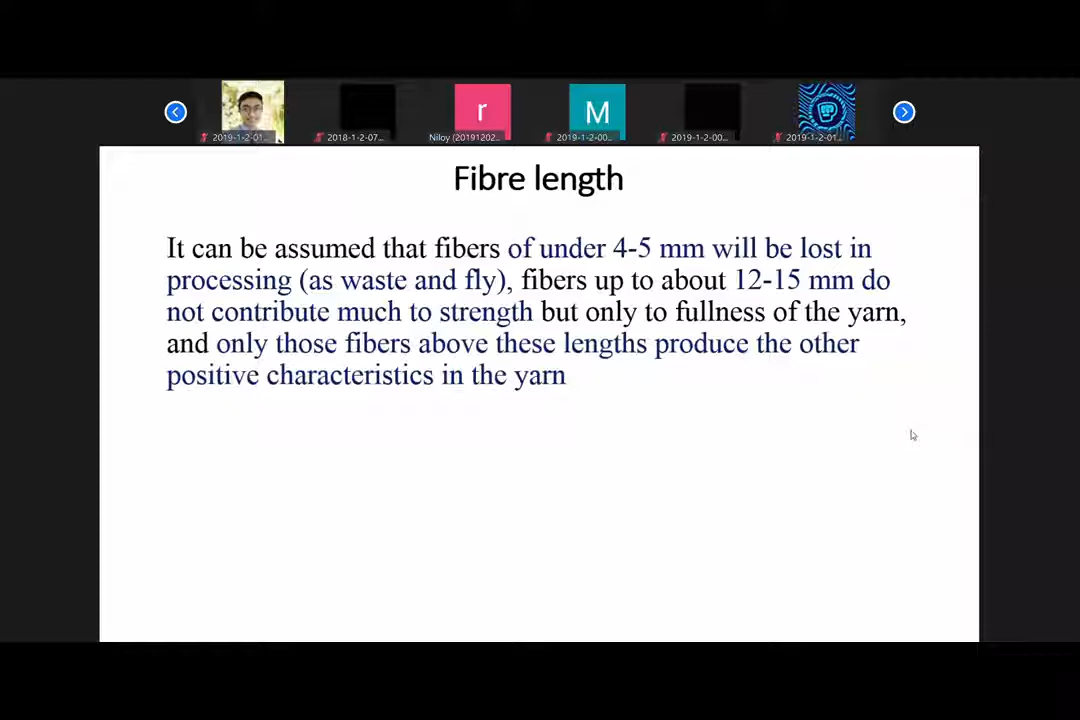 r
M
2019-1-2-01...
2018-1-2-07...
Niloy (20191202...
2019-1-2-00...
2019-1-2-00...
2019-1-2-01...
Fibre length
It can be assumed that fibers of under 4-5 mm will be lost in
processing (as waste and fly), fibers up to about 12-15 mm do
not contribute much to strength but only to fullness of the yarn,
and only those fibers above these lengths produce the other
positive characteristics in the yarn